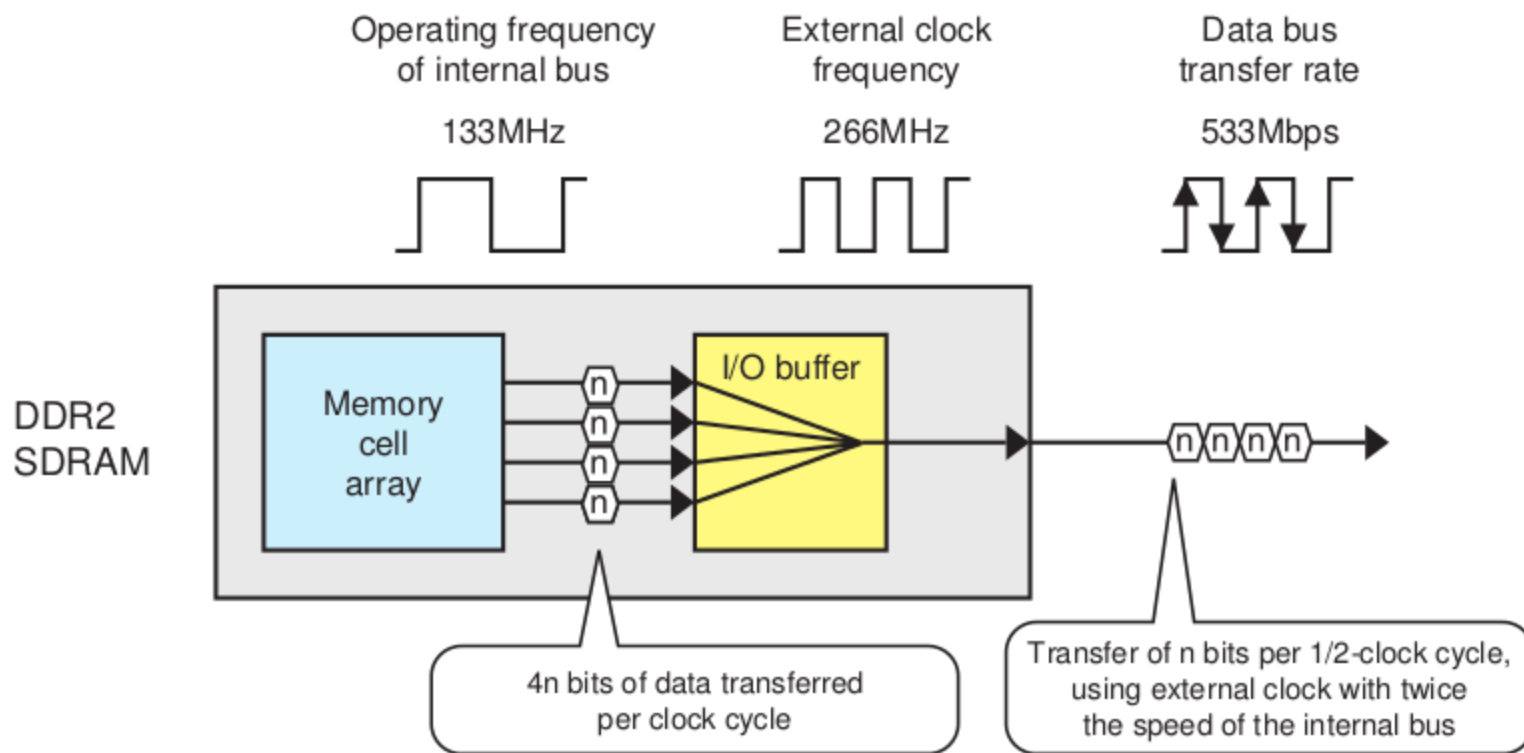 Operating frequency
of internal bus
133MHz
External clock
frequency
266MHz
Data bus
transfer rate
533Mbps
DDR2
SDRAM
Memory
cell
array
n
n
n
n
I/O buffer
n n n n
4n bits of data transferred
per clock cycle
Transfer of n bits per 1/2-clock cycle,
using external clock with twice
the speed of the internal bus